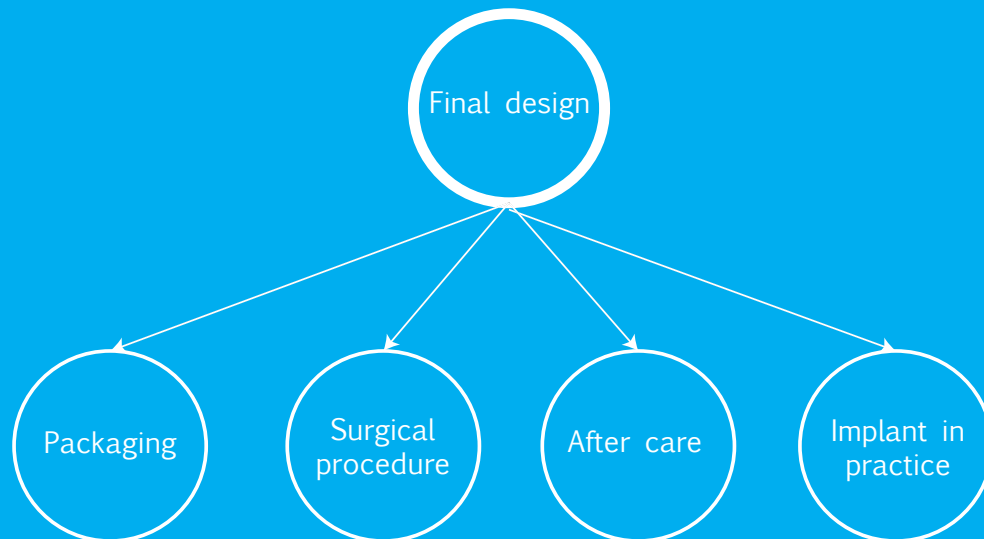 Final design
Packaging
Surgical
procedure
After care
Implant in
practice